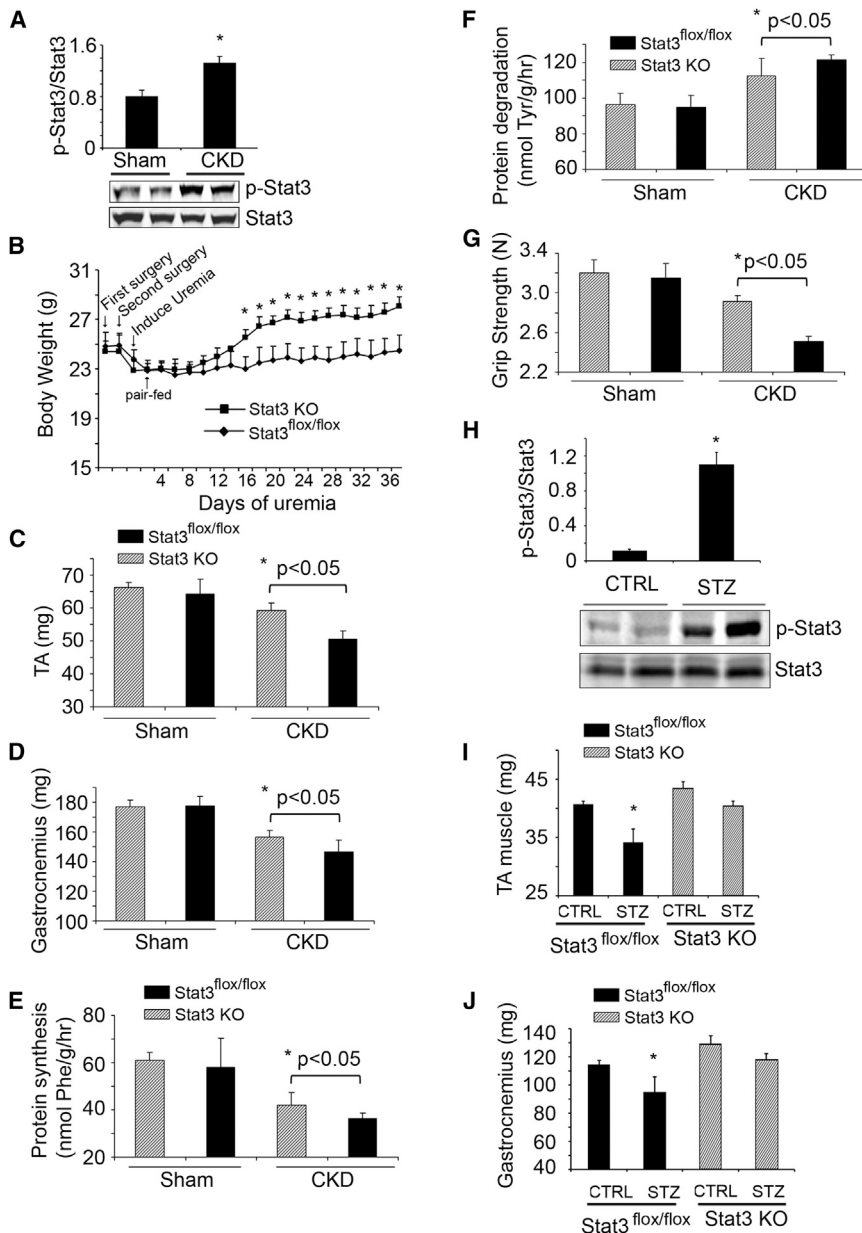 A
p-Stat3/Stat3
1.6
*
0.8
0
Sham CKD
p-Stat3
Stat3
B
Body Weight (g)
31
27
23
19
15
First surgery
Second surgery
Induce Uremia
* * * * * * * * * * * *
pair-fed
Stat3 KO
Stat3flox/flox
4 8 12 16 20 24 28 32 36
Days of uremia
C
Stat3flox/flox
Stat3 KO
TA (mg)
70
60
50
40
30
* p<0.05
Sham CKD
D
Gastrocnemius (mg)
180
160
140
120
100
* p<0.05
Sham CKD
E
Stat3flox/flox
Stat3 KO
Protein synthesis
(nmol Phe/g/hr)
80
60
40
20
* p<0.05
Sham CKD
F
Stat3flox/flox
Stat3 KO
Protein degradation
(nmol Tyr/g/hr)
140
120
100
80
60
* p<0.05
Sham CKD
G
Grip Strength (N)
3.4
3.0
2.6
2.2
*p<0.05
Sham CKD
H
p-Stat3/Stat3
1.2
0.8
0.4
0
*
CTRL STZ
p-Stat3
Stat3
I
Stat3flox/flox
Stat3 KO
TA muscle (mg)
45
35
25
*
CTRL STZ CTRL STZ
Stat3flox/flox Stat3 KO
J
Stat3flox/flox
Stat3 KO
Gastrocnemius (mg)
140
120
100
80
60
40
*
CTRL STZ CTRL STZ
Stat3flox/flox Stat3 KO